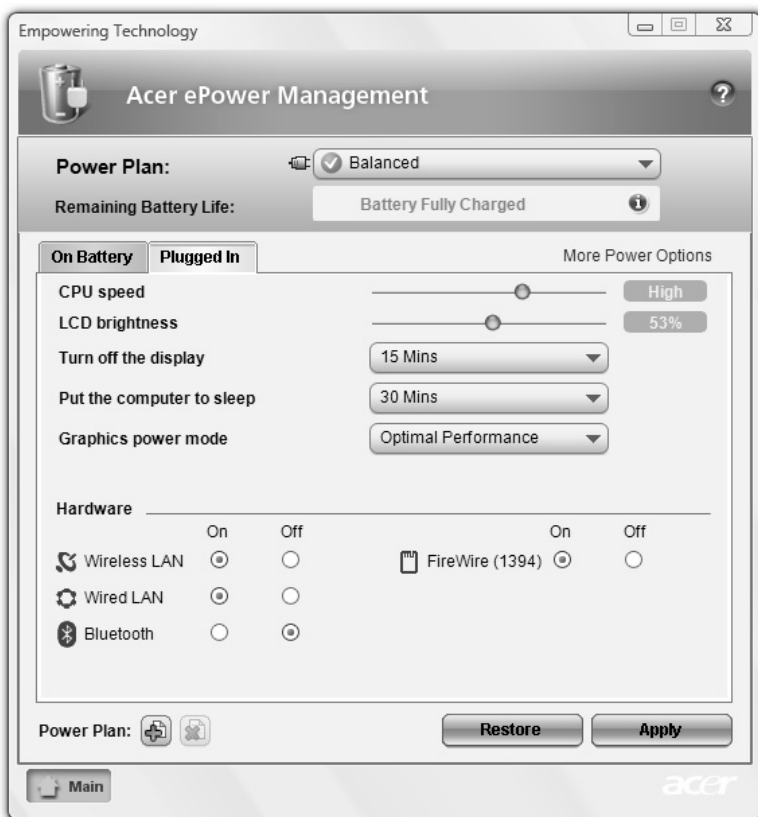 Empowering Technology
Acer ePower Management
?
Power Plan: Balanced
Remaining Battery Life: Battery Fully Charged
On Battery Plugged In More Power Options
CPU speed High
LCD brightness 53%
Turn off the display 15 Mins
Put the computer to sleep 30 Mins
Graphics power mode Optimal Performance
Hardware
On Off On Off
Wireless LAN FireWire (1394)
Wired LAN
Bluetooth
Power Plan: Restore Apply
Main acer